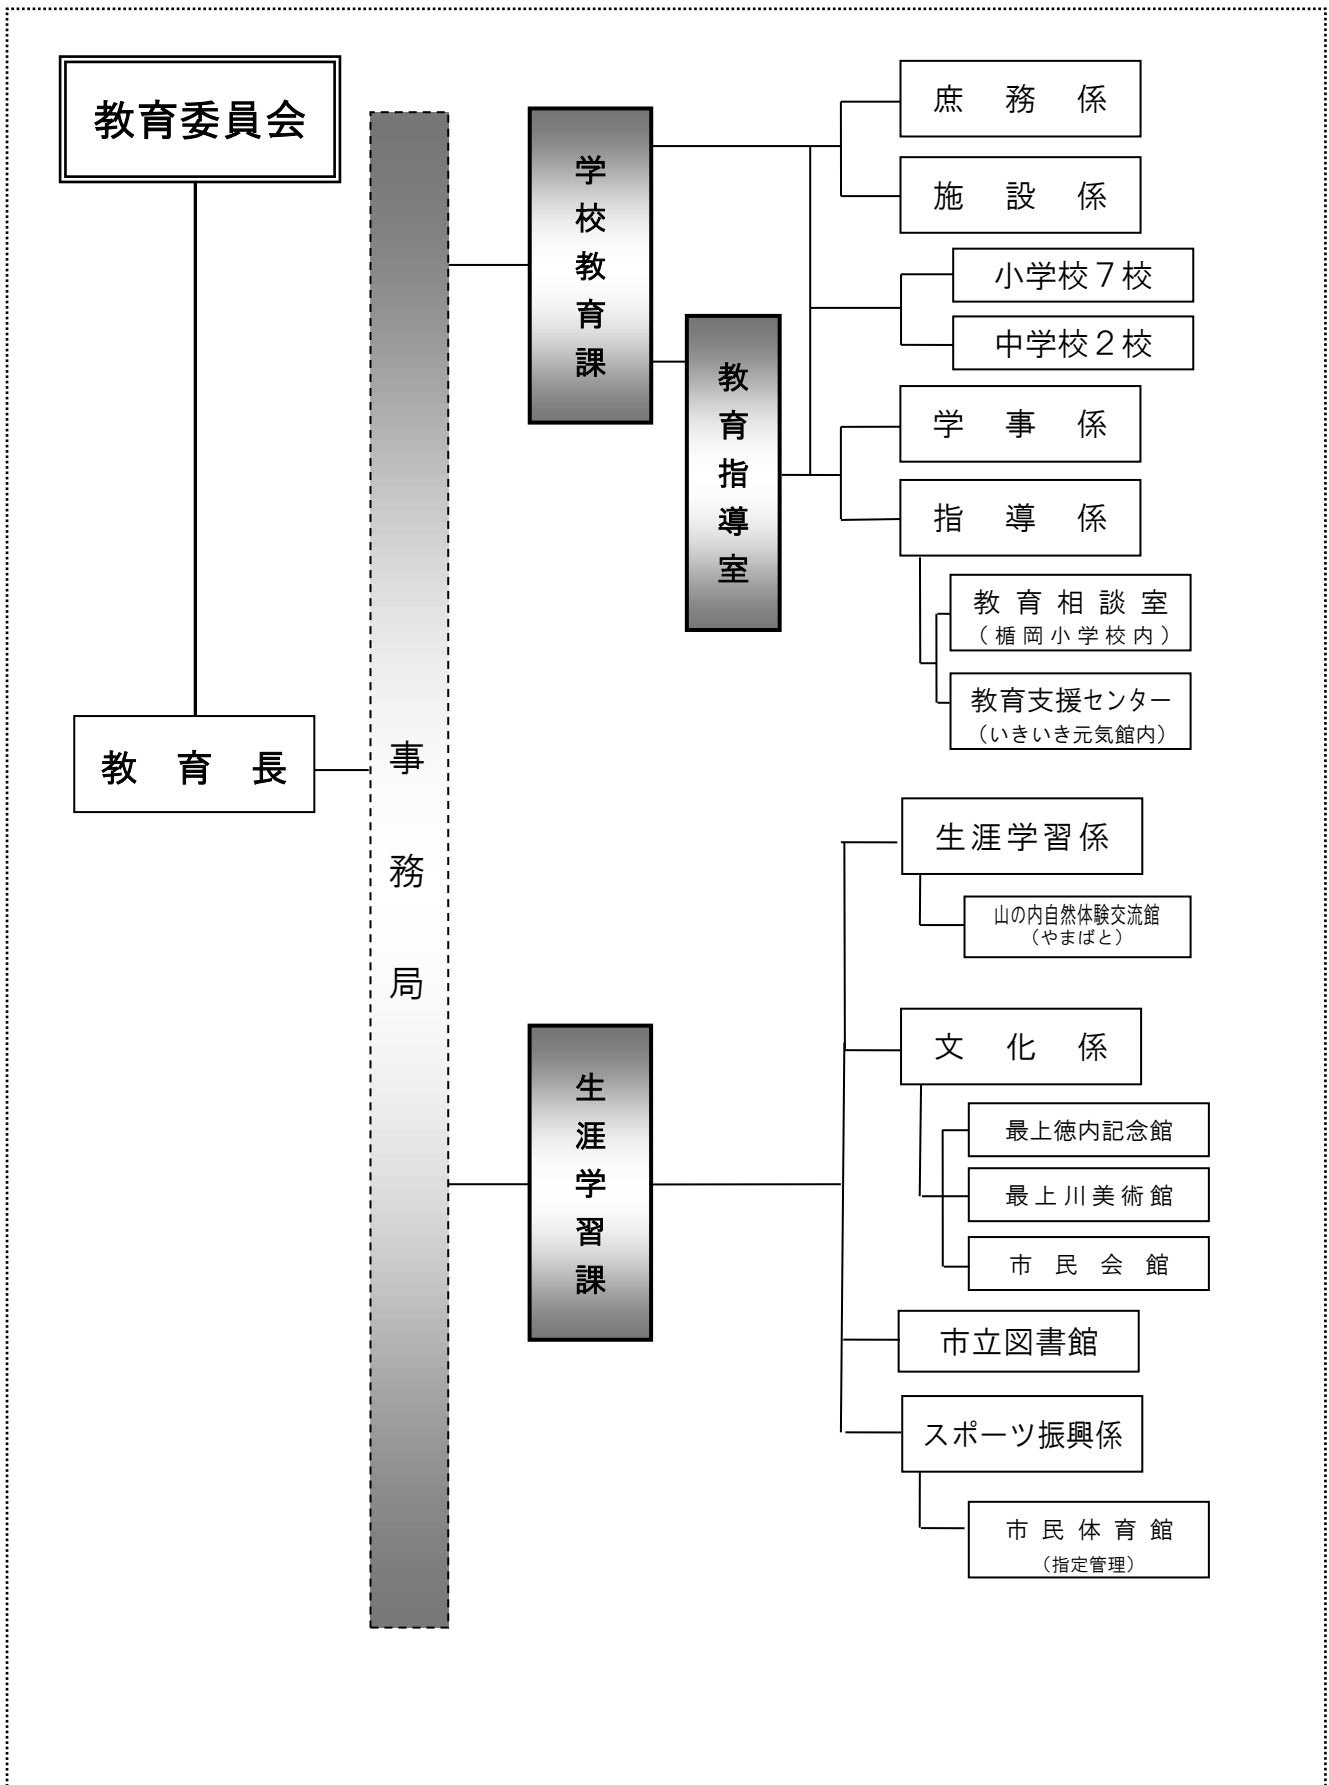 教育委員会
教育長
事務局
学校教育課
教育指導室
庶務係
施設係
小学校７校
中学校２校
学事係
指導係
教育相談室
（楯岡小学校内）
教育支援センター
（いきいき元気館内）
生涯学習課
生涯学習係
山の内自然体験交流館
（やまばと）
文化係
最上徳内記念館
最上川美術館
市民会館
市立図書館
スポーツ振興係
市民体育館
（指定管理）